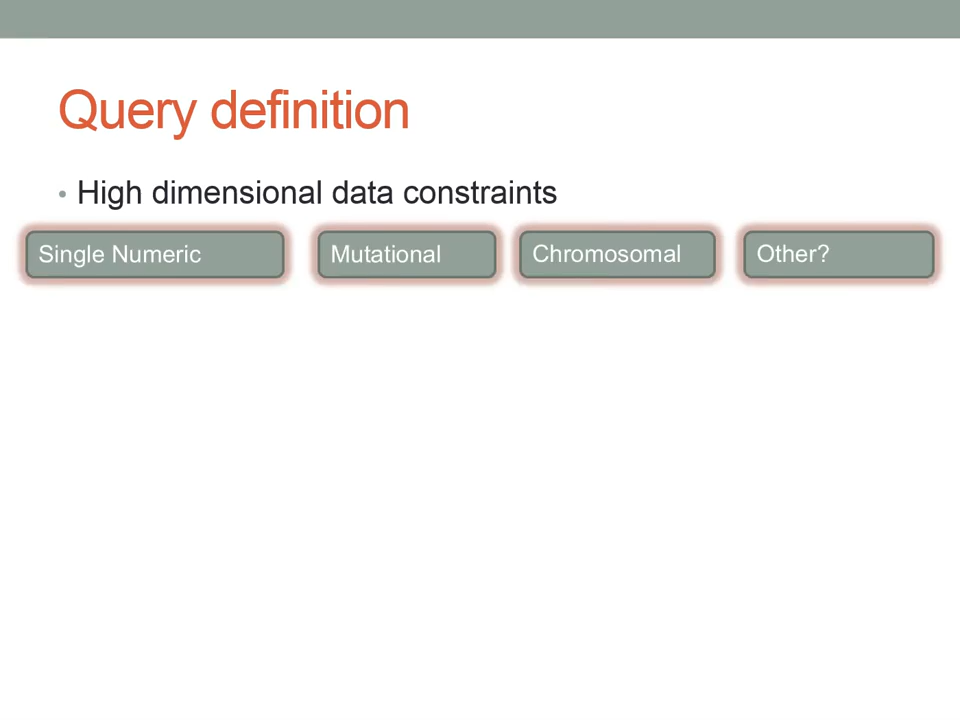 Query definition
• High dimensional data constraints
Single Numeric
Mutational
Chromosomal
Other?